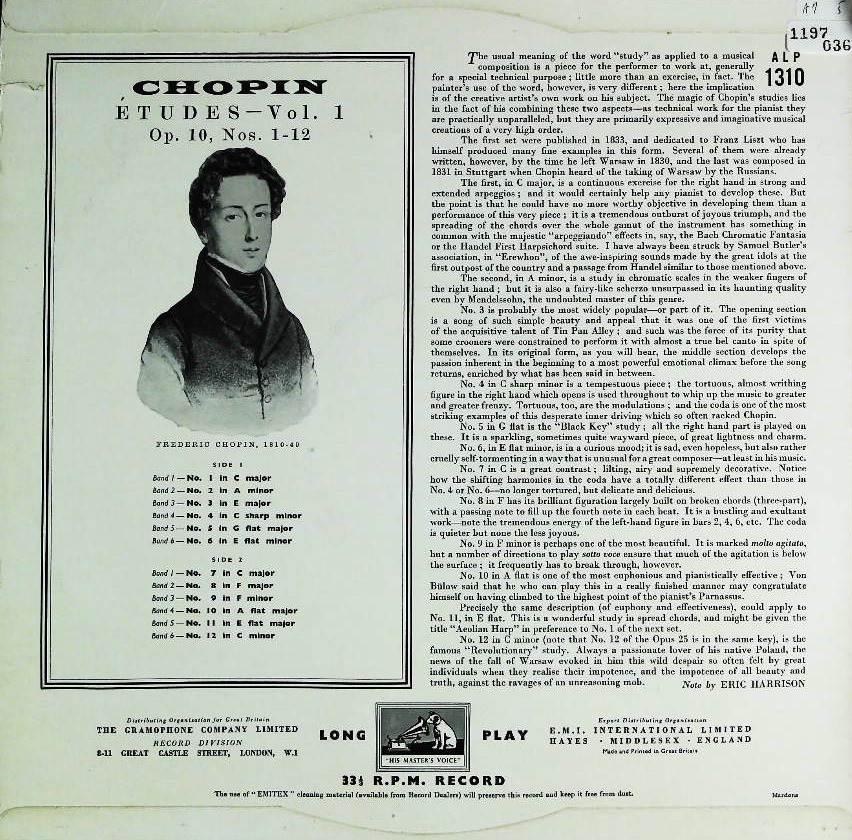 A7 5
1197
036
ALP
1310
CHOPIN
ÉTUDES—Vol. 1
Op. 10, Nos. 1-12
FREDERIC CHOPIN, 1810-49
SIDE 1
Band 1—No. 1 in C major
Band 2—No. 2 in A minor
Band 3—No. 3 in E major
Band 4—No. 4 in C sharp minor
Band 5—No. 5 in G flat major
Band 6—No. 6 in E flat minor
SIDE 2
Band 1—No. 7 in C major
Band 2—No. 8 in F major
Band 3—No. 9 in F minor
Band 4—No. 10 in A flat major
Band 5—No. 11 in E flat major
Band 6—No. 12 in C minor
The usual meaning of the word "study" as applied to a musical
composition is a piece for the performer to work at, generally
for a special technical purpose; little more than an exercise, in fact. The
painter's use of the word, however, is very different; here the implication
is of the creative artist's own work on his subject. The magic of Chopin's studies lies
in the fact of his combining these two aspects—as technical work for the pianist they
are practically unparalleled, but they are primarily expressive and imaginative musical
creations of a very high order.
The first set were published in 1833, and dedicated to Franz Liszt who has
himself produced many fine examples in this form. Several of them were already
written, however, by the time he left Warsaw in 1830, and the last was composed in
1831 in Stuttgart when Chopin heard of the taking of Warsaw by the Russians.
The first, in C major, is a continuous exercise for the right hand in strong and
extended arpeggios; and it would certainly help any pianist to develop these. But
the point is that he could have no more worthy objective in developing them than a
performance of this very piece; it is a tremendous outburst of joyous triumph, and the
spreading of the chords over the whole gamut of the instrument has something in
common with the majestic "arpeggiando" effects in, say, the Bach Chromatic Fantasia
or the Handel First Harpsichord suite. I have always been struck by Samuel Butler's
association, in "Erewhon", of the awe-inspiring sounds made by the great idols at the
first outpost of the country and a passage from Handel similar to those mentioned above.
The second, in A minor, is a study in chromatic scales in the weaker fingers of
the right hand; but it is also a fairy-like scherzo unsurpassed in its haunting quality
even by Mendelssohn, the undoubted master of this genre.
No. 3 is probably the most widely popular—or part of it. The opening section
is a song of such simple beauty and appeal that it was one of the first victims
of the acquisitive talent of Tin Pan Alley; and such was the force of its purity that
some crooners were constrained to perform it with almost a true bel canto in spite of
themselves. In its original form, as you will hear, the middle section develops the
passion inherent in the beginning to a most powerful emotional climax before the song
returns, enriched by what has been said in between.
No. 4 in C sharp minor is a tempestuous piece; the tortuous, almost writhing
figure in the right hand which opens is used throughout to whip up the music to greater
and greater frenzy. Tortuous, too, are the modulations; and the coda is one of the most
striking examples of this desperate inner driving which so often racked Chopin.
No. 5 in G flat is the "Black Key" study; all the right hand part is played on
these. It is a sparkling, sometimes quite wayward piece, of great lightness and charm.
No. 6, in E flat minor, is in a curious mood; it is sad, even hopeless, but also rather
cruelly self-tormenting in a way that is unusual for a great composer—at least in his music.
No. 7 in C is a great contrast; lilting, airy and supremely decorative. Notice
how the shifting harmonies in the coda have a totally different effect than those in
No. 4 or No. 6—no longer tortured, but delicate and delicious.
No. 8 in F has its brilliant figuration largely built on broken chords (three-part),
with a passing note to fill up the fourth note in each beat. It is a bustling and exultant
work—note the tremendous energy of the left-hand figure in bars 2, 4, 6, etc. The coda
is quieter but none the less joyous.
No. 9 in F minor is perhaps one of the most beautiful. It is marked molto agitato,
but a number of directions to play sotto voce ensure that much of the agitation is below
the surface; it frequently has to break through, however.
No. 10 in A flat is one of the most euphonious and pianistically effective; Von
Bülow said that he who can play this in a really finished manner may congratulate
himself on having climbed to the highest point of the pianist's Parnassus.
Precisely the same description (of euphony and effectiveness), could apply to
No. 11, in E flat. This is a wonderful study in spread chords, and might be given the
title "Aeolian Harp" in preference to No. 1 of the next set.
No. 12 in C minor (note that No. 12 of the Opus 25 is in the same key), is the
famous "Revolutionary" study. Always a passionate lover of his native Poland, the
news of the fall of Warsaw evoked in him this wild despair so often felt by great
individuals when they realise their impotence, and the impotence of all beauty and
truth, against the ravages of an unreasoning mob. Note by ERIC HARRISON
Distributing Organisation for Great Britain
THE GRAMOPHONE COMPANY LIMITED
RECORD DIVISION
8-11 GREAT CASTLE STREET, LONDON, W.1
LONG PLAY
"HIS MASTER'S VOICE"
Export Distributing Organisation
E.M.I. INTERNATIONAL LIMITED
HAYES · MIDDLESEX · ENGLAND
Made and Printed in Great Britain
33⅓ R.P.M. RECORD
The use of "EMITEX" cleaning material (available from Record Dealers) will preserve this record and keep it free from dust.
Mardons